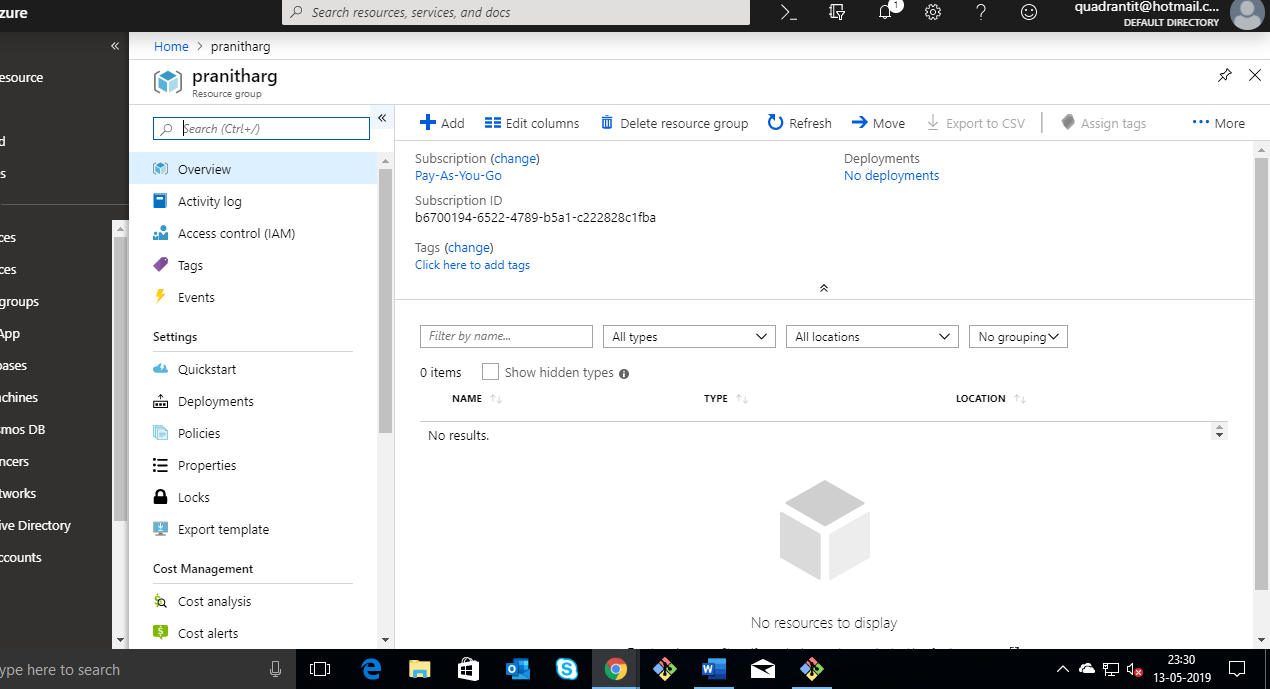 zure
Search resources, services, and docs
1
quadrantit@hotmail.c...
DEFAULT DIRECTORY
esource
d
s
ces
ces
groups
App
bases
achines
smos DB
ncers
tworks
ive Directory
ccounts
Home > pranitharg
pranitharg
Resource group
Search (Ctrl+/)
Overview
Activity log
Access control (IAM)
Tags
Events
Settings
Quickstart
Deployments
Policies
Properties
Locks
Export template
Cost Management
Cost analysis
Cost alerts
Add Edit columns Delete resource group Refresh Move Export to CSV Assign tags More
Subscription (change)
Pay-As-You-Go
Subscription ID
b6700194-6522-4789-b5a1-c222828c1fba
Tags (change)
Click here to add tags
Deployments
No deployments
Filter by name... All types All locations No grouping
0 items Show hidden types
NAME TYPE LOCATION
No results.
No resources to display
ype here to search
23:30
13-05-2019